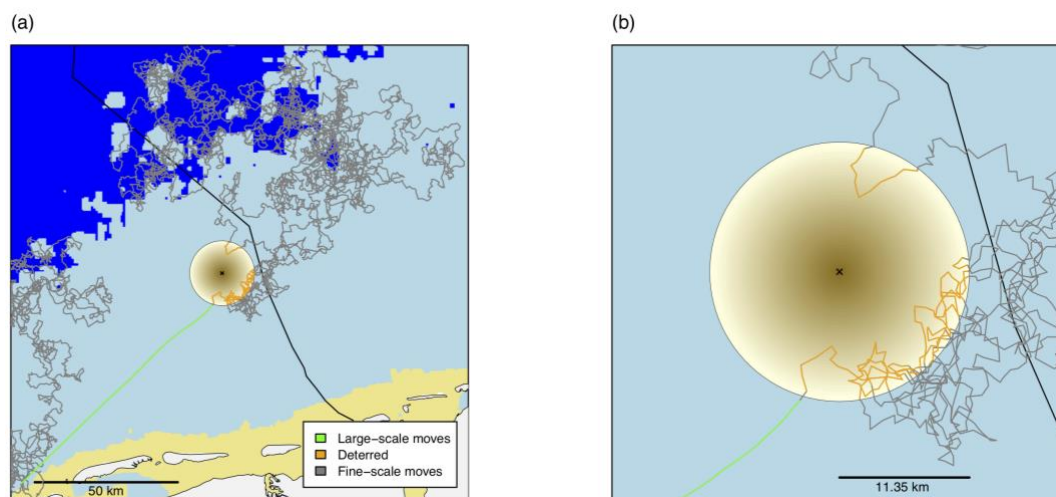 (a)
(b)
Large−scale moves
Deterred
Fine−scale moves
50 km
11.35 km